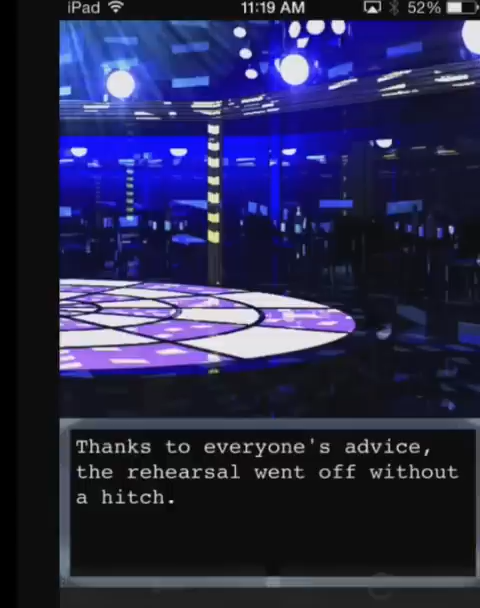 iPad 11:19 AM 52%
Thanks to everyone's advice,
the rehearsal went off without
a hitch.